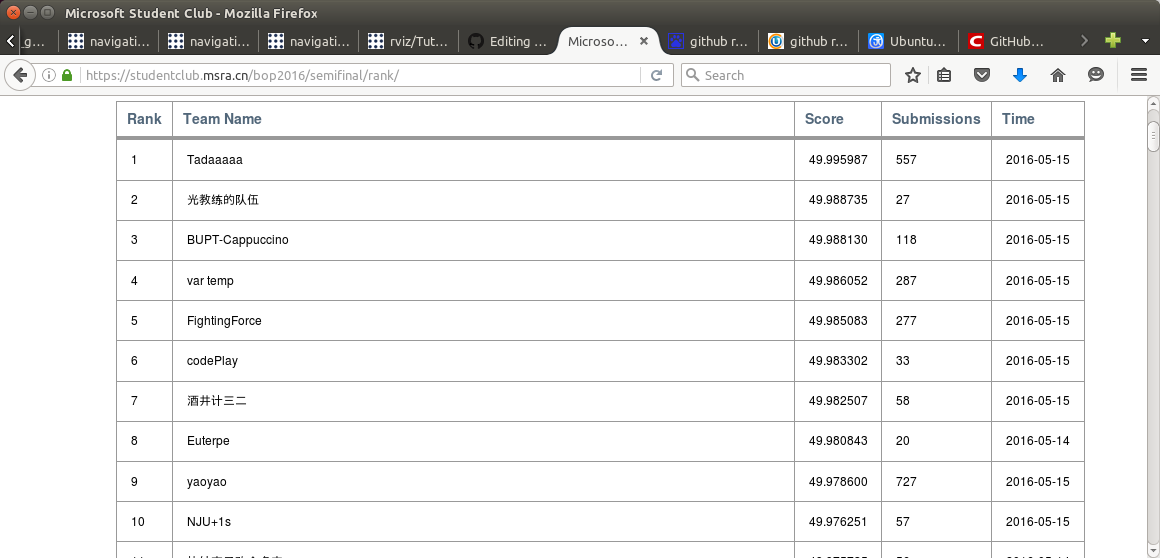 Microsoft Student Club - Mozilla Firefox
_g... navigati... navigati... navigati... rviz/Tut... Editing ... Microso... github r... github r... Ubuntu... GitHub...
https://studentclub.msra.cn/bop2016/semifinal/rank/ Search
Rank Team Name Score Submissions Time
1 Tadaaaaa 49.995987 557 2016-05-15
2 光教练的队伍 49.988735 27 2016-05-15
3 BUPT-Cappuccino 49.988130 118 2016-05-15
4 var temp 49.986052 287 2016-05-15
5 FightingForce 49.985083 277 2016-05-15
6 codePlay 49.983302 33 2016-05-15
7 酒井计三二 49.982507 58 2016-05-15
8 Euterpe 49.980843 20 2016-05-14
9 yaoyao 49.978600 727 2016-05-15
10 NJU+1s 49.976251 57 2016-05-15